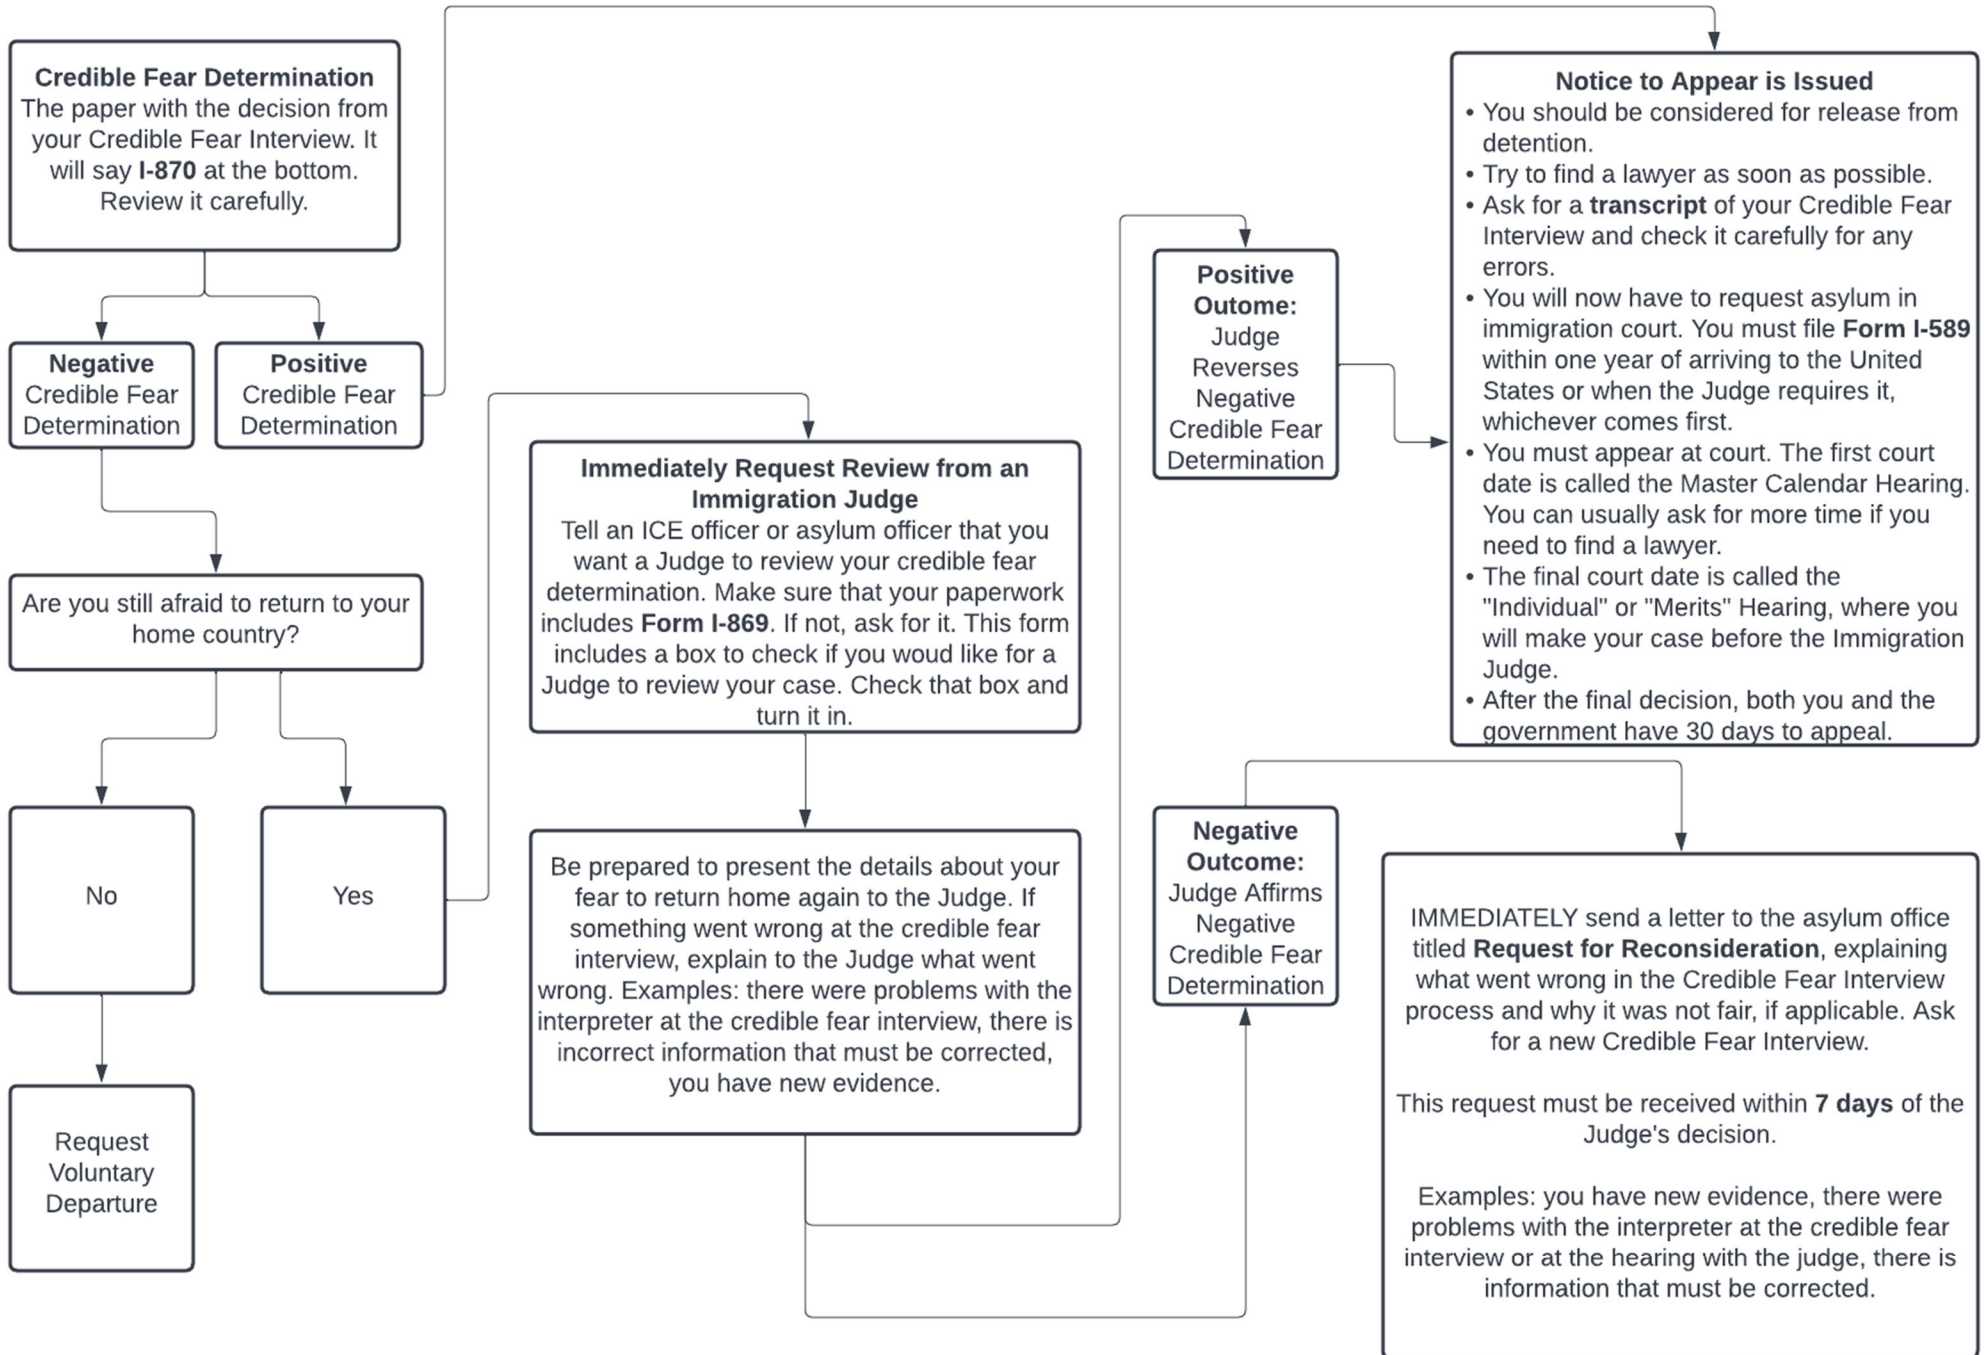 Credible Fear Determination
The paper with the decision from
your Credible Fear Interview. It
will say I-870 at the bottom.
Review it carefully.
Negative
Credible Fear
Determination
Positive
Credible Fear
Determination
Are you still afraid to return to your
home country?
No
Yes
Request
Voluntary
Departure
Immediately Request Review from an
Immigration Judge
Tell an ICE officer or asylum officer that you
want a Judge to review your credible fear
determination. Make sure that your paperwork
includes Form I-869. If not, ask for it. This form
includes a box to check if you woud like for a
Judge to review your case. Check that box and
turn it in.
Be prepared to present the details about your
fear to return home again to the Judge. If
something went wrong at the credible fear
interview, explain to the Judge what went
wrong. Examples: there were problems with the
interpreter at the credible fear interview, there is
incorrect information that must be corrected,
you have new evidence.
Positive
Outome:
Judge
Reverses
Negative
Credible Fear
Determination
Negative
Outcome:
Judge Affirms
Negative
Credible Fear
Determination
Notice to Appear is Issued
• You should be considered for release from
detention.
• Try to find a lawyer as soon as possible.
• Ask for a transcript of your Credible Fear
Interview and check it carefully for any
errors.
• You will now have to request asylum in
immigration court. You must file Form I-589
within one year of arriving to the United
States or when the Judge requires it,
whichever comes first.
• You must appear at court. The first court
date is called the Master Calendar Hearing.
You can usually ask for more time if you
need to find a lawyer.
• The final court date is called the
"Individual" or "Merits" Hearing, where you
will make your case before the Immigration
Judge.
• After the final decision, both you and the
government have 30 days to appeal.
IMMEDIATELY send a letter to the asylum office
titled Request for Reconsideration, explaining
what went wrong in the Credible Fear Interview
process and why it was not fair, if applicable. Ask
for a new Credible Fear Interview.
This request must be received within 7 days of the
Judge's decision.
Examples: you have new evidence, there were
problems with the interpreter at the credible fear
interview or at the hearing with the judge, there is
information that must be corrected.